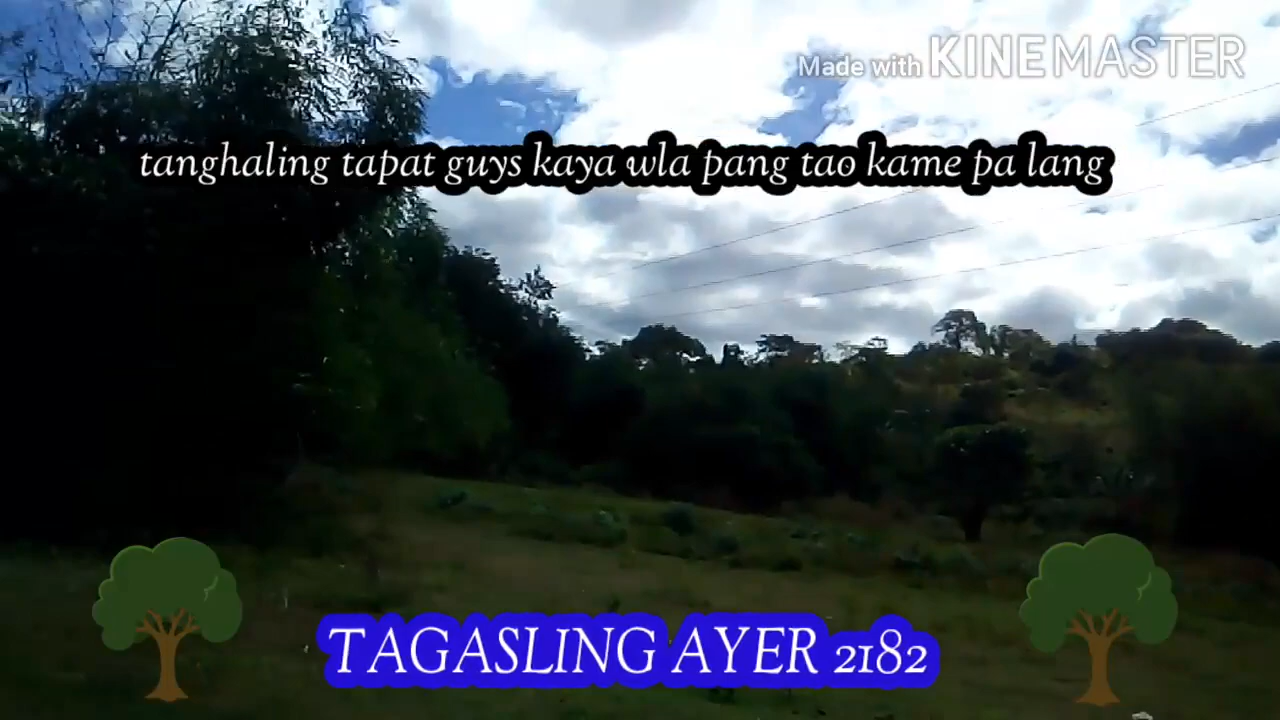 Made with KINEMASTER
tanghaling tapat guys kaya wla pang tao kame pa lang
TAGASLING AYER 2182